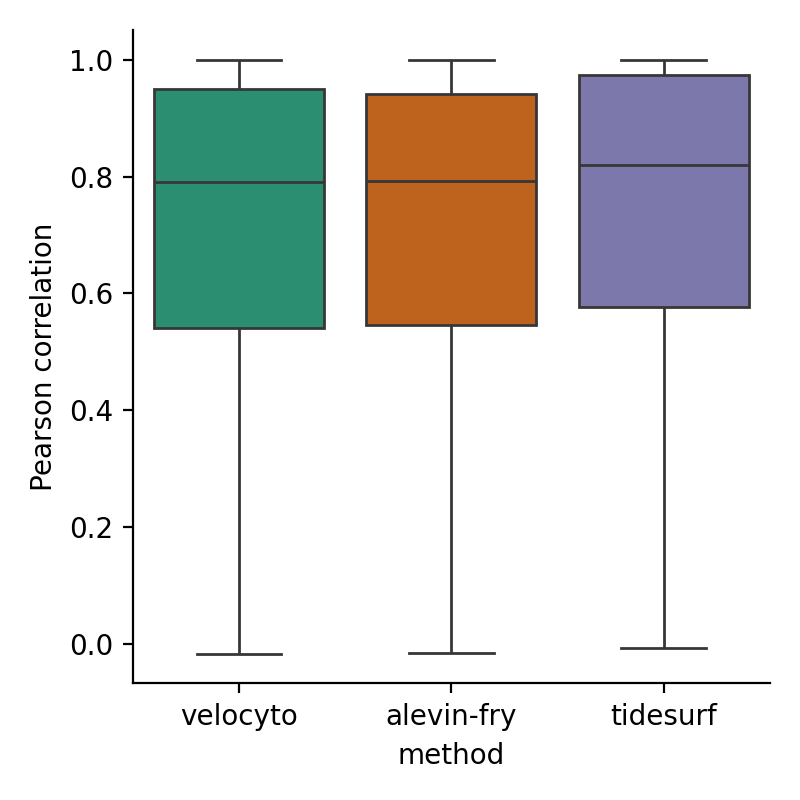 1.0
0.8
0.6
0.4
0.2
0.0
Pearson correlation
velocyto
alevin-fry
tidesurf
method